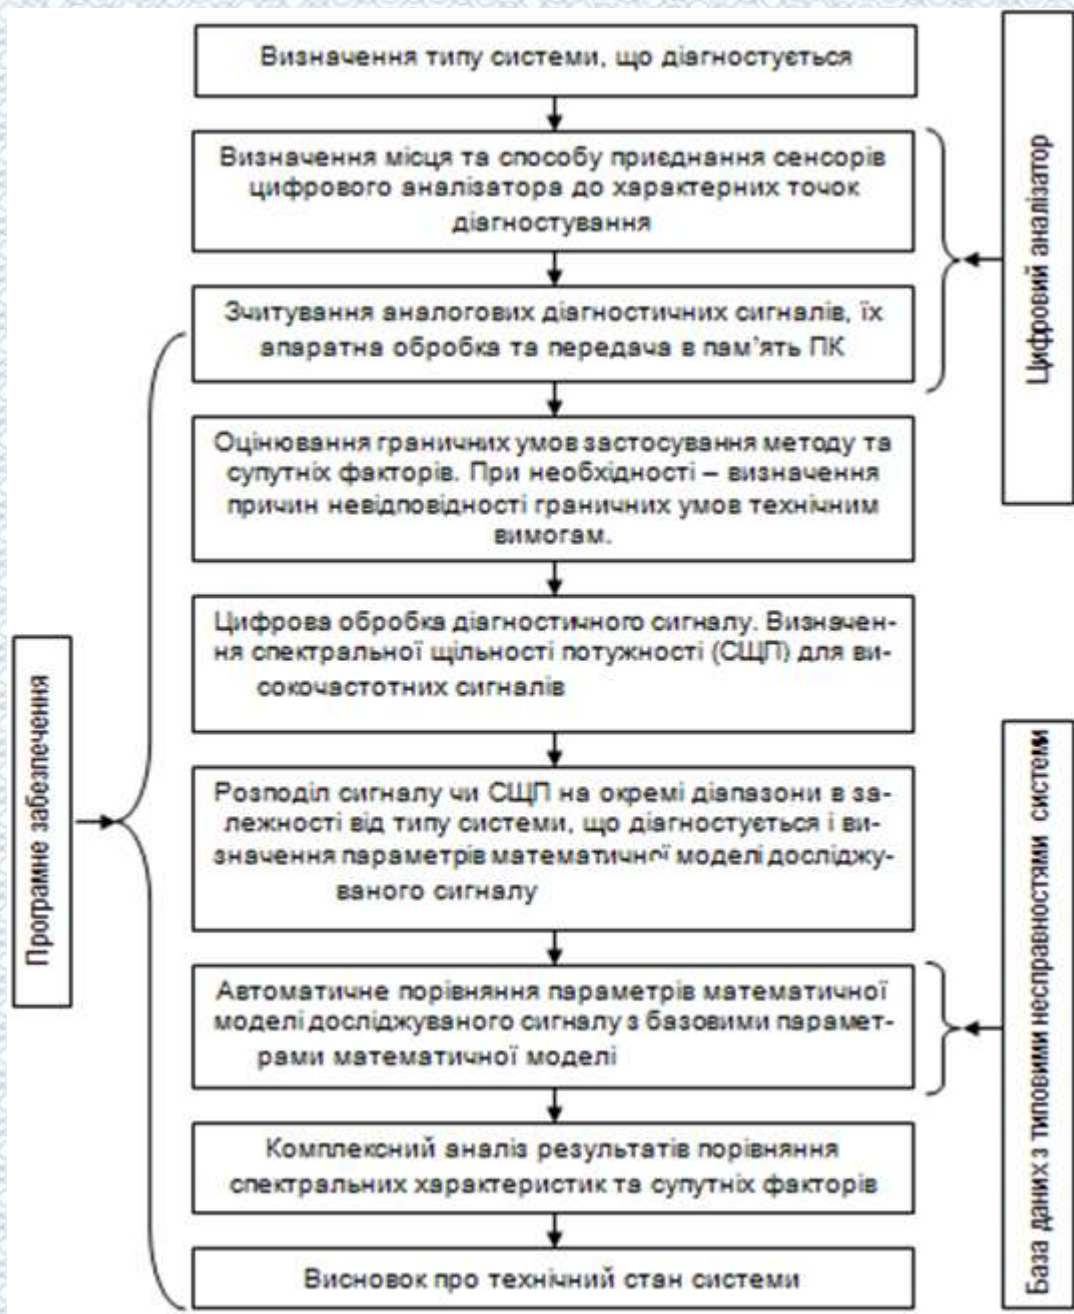 Визначення типу системи, що діагностується
Визначення місця та способу приєднання сенсорів
цифрового аналізатора до характерних точок
діагностування
Зчитування аналогових діагностичних сигналів, їх
апаратна обробка та передача в пам'ять ПК
Оцінювання граничних умов застосування методу та
супутніх факторів. При необхідності – визначення
причин невідповідності граничних умов технічним
вимогам.
Цифрова обробка діагностичного сигналу. Визначен-
ня спектральної щільності потужності (СЩП) для ви-
сокочастотних сигналів
Розподіл сигналу чи СЩП на окремі діапазони в за-
лежності від типу системи, що діагностується і ви-
значення параметрів математичної моделі досліджу-
ваного сигналу
Автоматичне порівняння параметрів математичної
моделі досліджуваного сигналу з базовими парамет-
рами математичної моделі
Комплексний аналіз результатів порівняння
спектральних характеристик та супутніх факторів
Висновок про технічний стан системи
Програмне забезпечення
Цифровий аналізатор
База даних з типовими несправностями системи